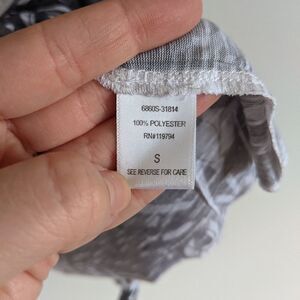 6860S-31814
100% POLYESTER
RN#119794
S
SEE REVERSE FOR CARE